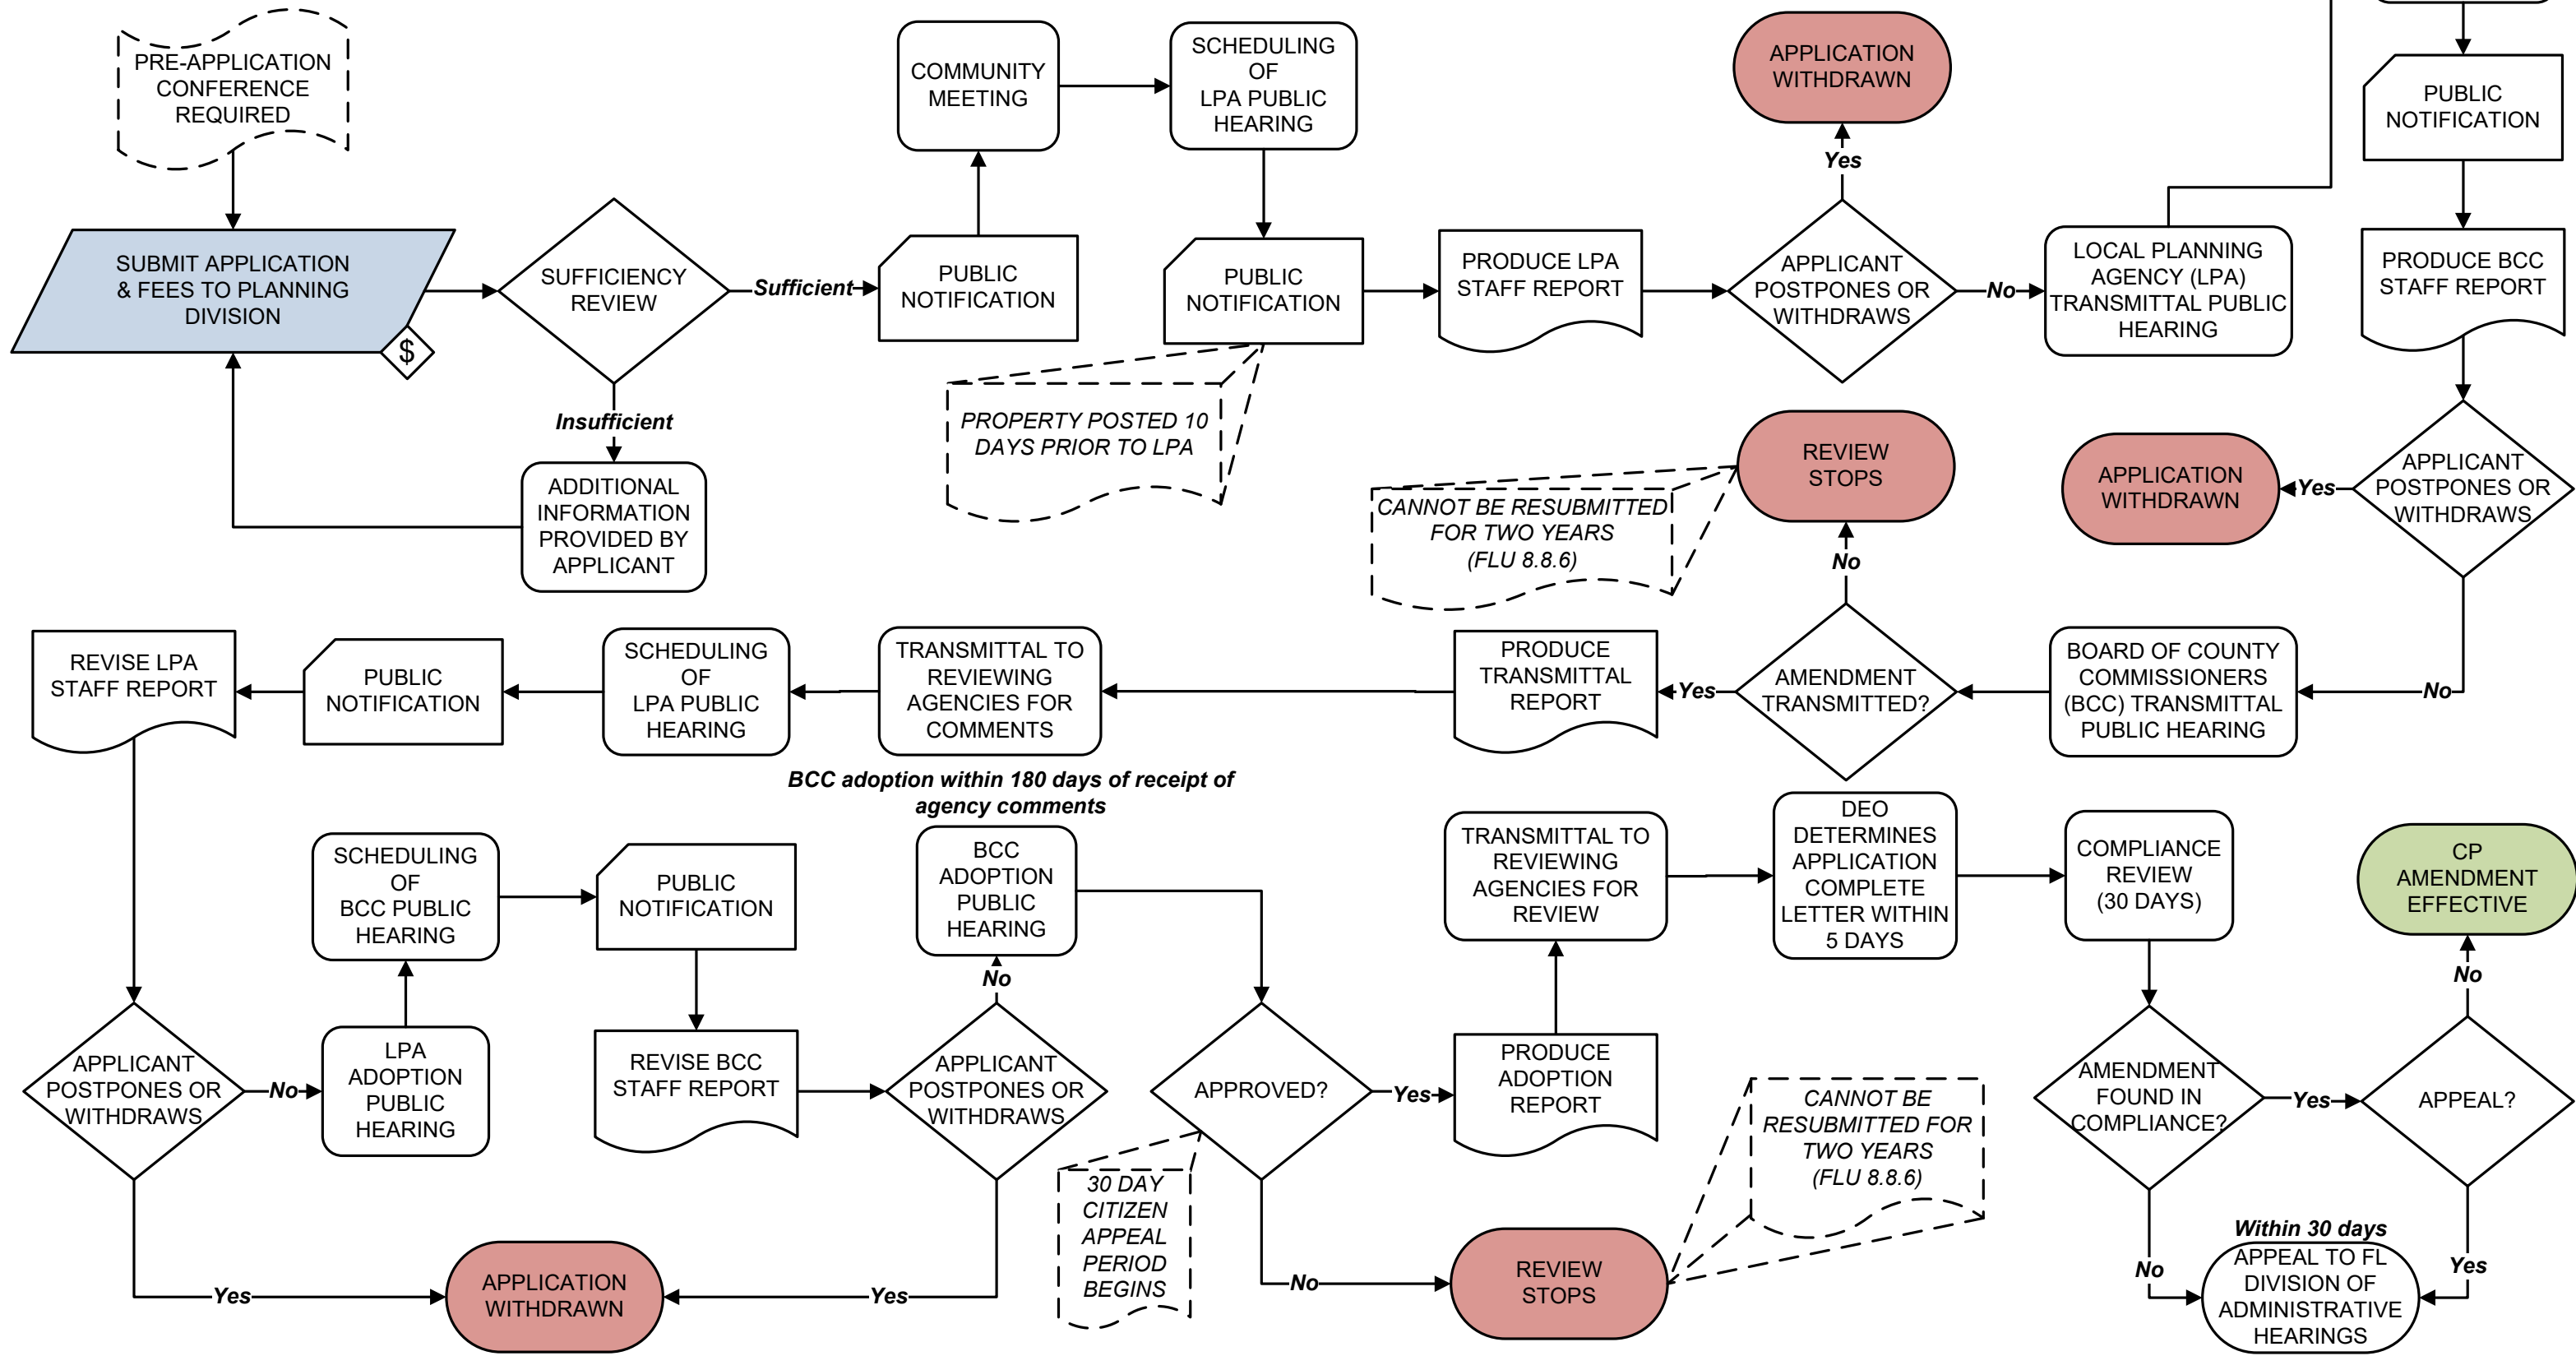 PRE-APPLICATION
CONFERENCE
REQUIRED
SUBMIT APPLICATION
& FEES TO PLANNING
DIVISION
$
SUFFICIENCY
REVIEW
Sufficient
Insufficient
ADDITIONAL
INFORMATION
PROVIDED BY
APPLICANT
PUBLIC
NOTIFICATION
COMMUNITY
MEETING
SCHEDULING
OF
LPA PUBLIC
HEARING
PUBLIC
NOTIFICATION
PROPERTY POSTED 10
DAYS PRIOR TO LPA
PRODUCE LPA
STAFF REPORT
APPLICANT
POSTPONES OR
WITHDRAWS
Yes
APPLICATION
WITHDRAWN
No
LOCAL PLANNING
AGENCY (LPA)
TRANSMITTAL PUBLIC
HEARING
PUBLIC
NOTIFICATION
PRODUCE BCC
STAFF REPORT
APPLICANT
POSTPONES OR
WITHDRAWS
Yes
APPLICATION
WITHDRAWN
No
BOARD OF COUNTY
COMMISSIONERS
(BCC) TRANSMITTAL
PUBLIC HEARING
AMENDMENT
TRANSMITTED?
No
REVIEW
STOPS
CANNOT BE RESUBMITTED
FOR TWO YEARS
(FLU 8.8.6)
Yes
PRODUCE
TRANSMITTAL
REPORT
TRANSMITTAL TO
REVIEWING
AGENCIES FOR
COMMENTS
SCHEDULING
OF
LPA PUBLIC
HEARING
PUBLIC
NOTIFICATION
REVISE LPA
STAFF REPORT
APPLICANT
POSTPONES OR
WITHDRAWS
Yes
APPLICATION
WITHDRAWN
No
LPA
ADOPTION
PUBLIC
HEARING
SCHEDULING
OF
BCC PUBLIC
HEARING
PUBLIC
NOTIFICATION
REVISE BCC
STAFF REPORT
APPLICANT
POSTPONES OR
WITHDRAWS
Yes
No
BCC adoption within 180 days of receipt of
agency comments
BCC
ADOPTION
PUBLIC
HEARING
APPROVED?
30 DAY
CITIZEN
APPEAL
PERIOD
BEGINS
No
REVIEW
STOPS
CANNOT BE
RESUBMITTED FOR
TWO YEARS
(FLU 8.8.6)
Yes
PRODUCE
ADOPTION
REPORT
TRANSMITTAL TO
REVIEWING
AGENCIES FOR
REVIEW
DEO
DETERMINES
APPLICATION
COMPLETE
LETTER WITHIN
5 DAYS
COMPLIANCE
REVIEW
(30 DAYS)
AMENDMENT
FOUND IN
COMPLIANCE?
Yes
No
APPEAL?
No
CP
AMENDMENT
EFFECTIVE
Yes
Within 30 days
APPEAL TO FL
DIVISION OF
ADMINISTRATIVE
HEARINGS